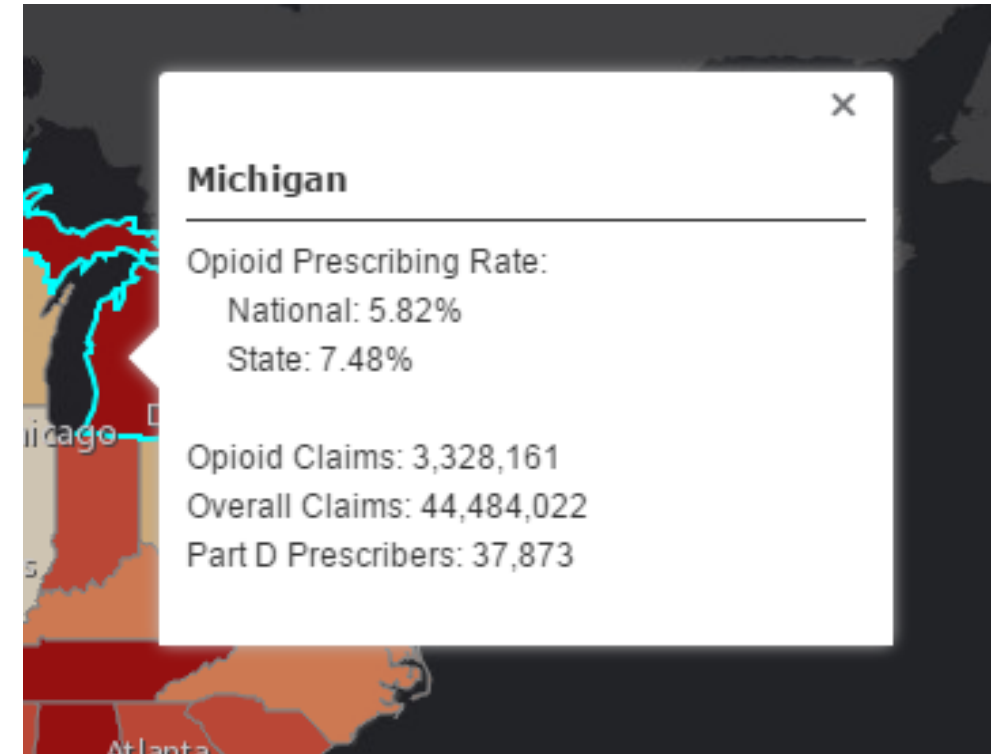 ×
Michigan
Opioid Prescribing Rate:
National: 5.82%
State: 7.48%
Opioid Claims: 3,328,161
Overall Claims: 44,484,022
Part D Prescribers: 37,873
icago
D
s
Atlanta